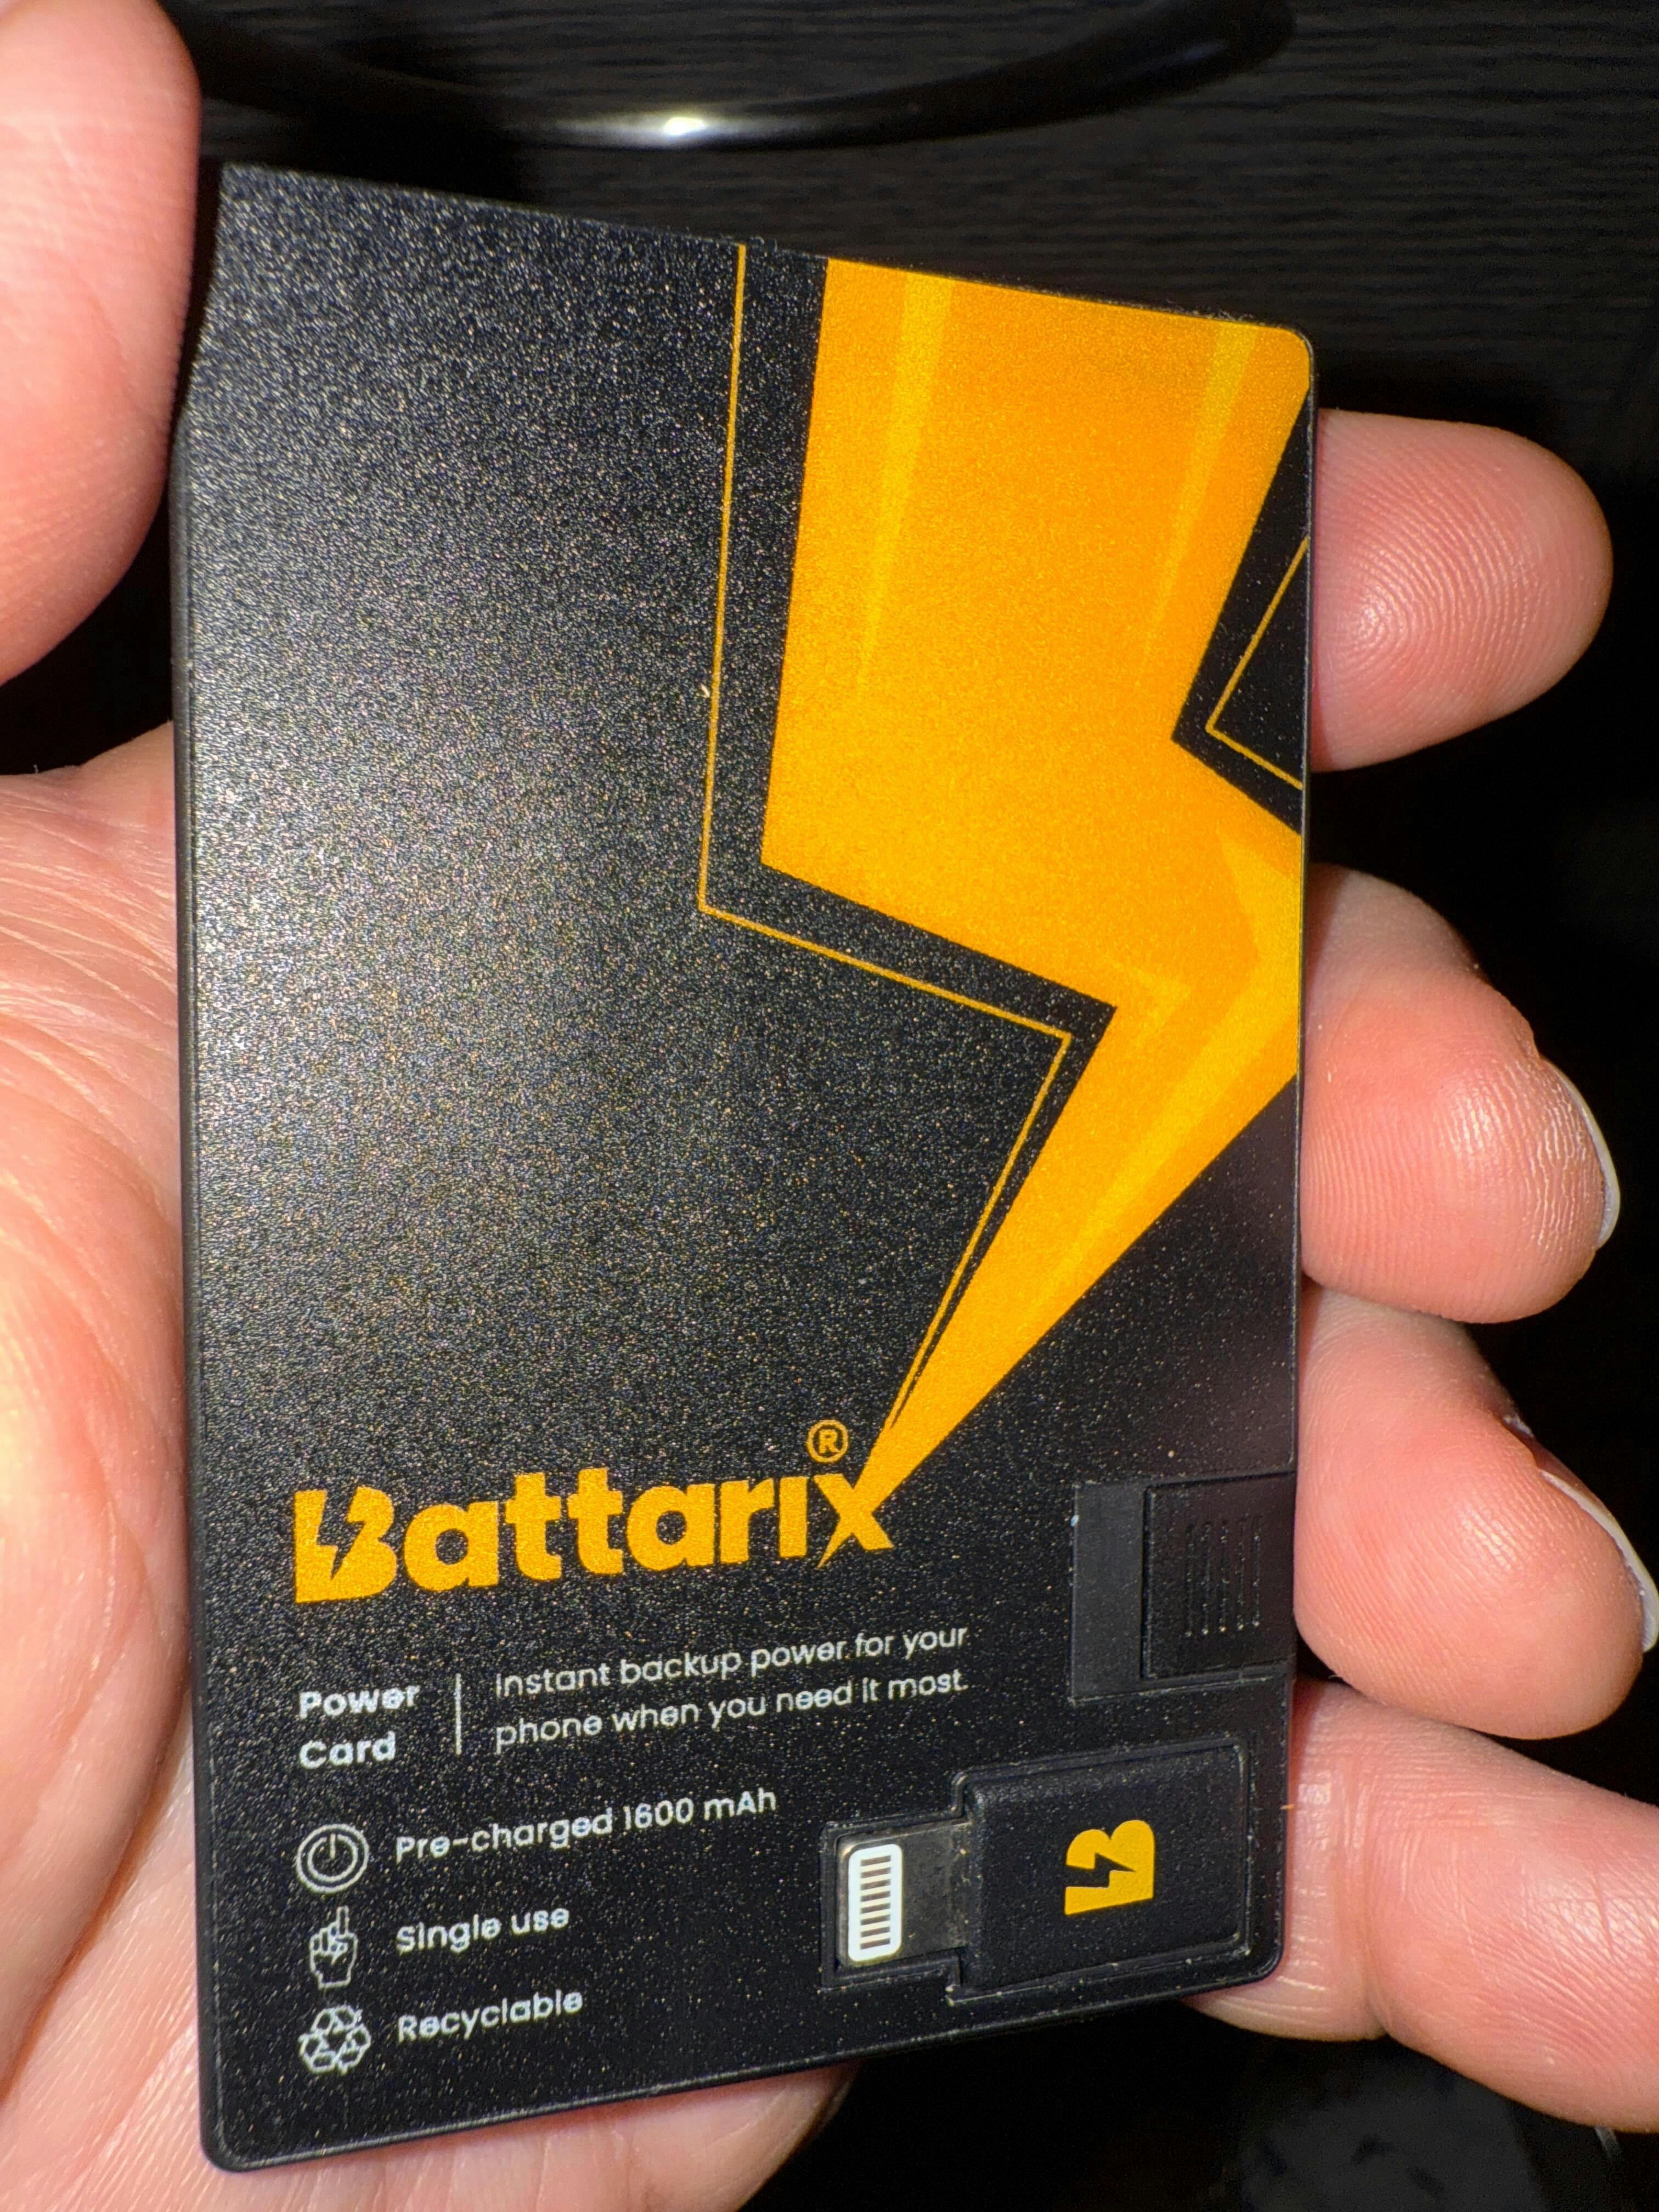 Battarix®
Power
Card
Instant backup power for your
phone when you need it most.
Pre-charged 1600 mAh
Single use
Recyclable
B